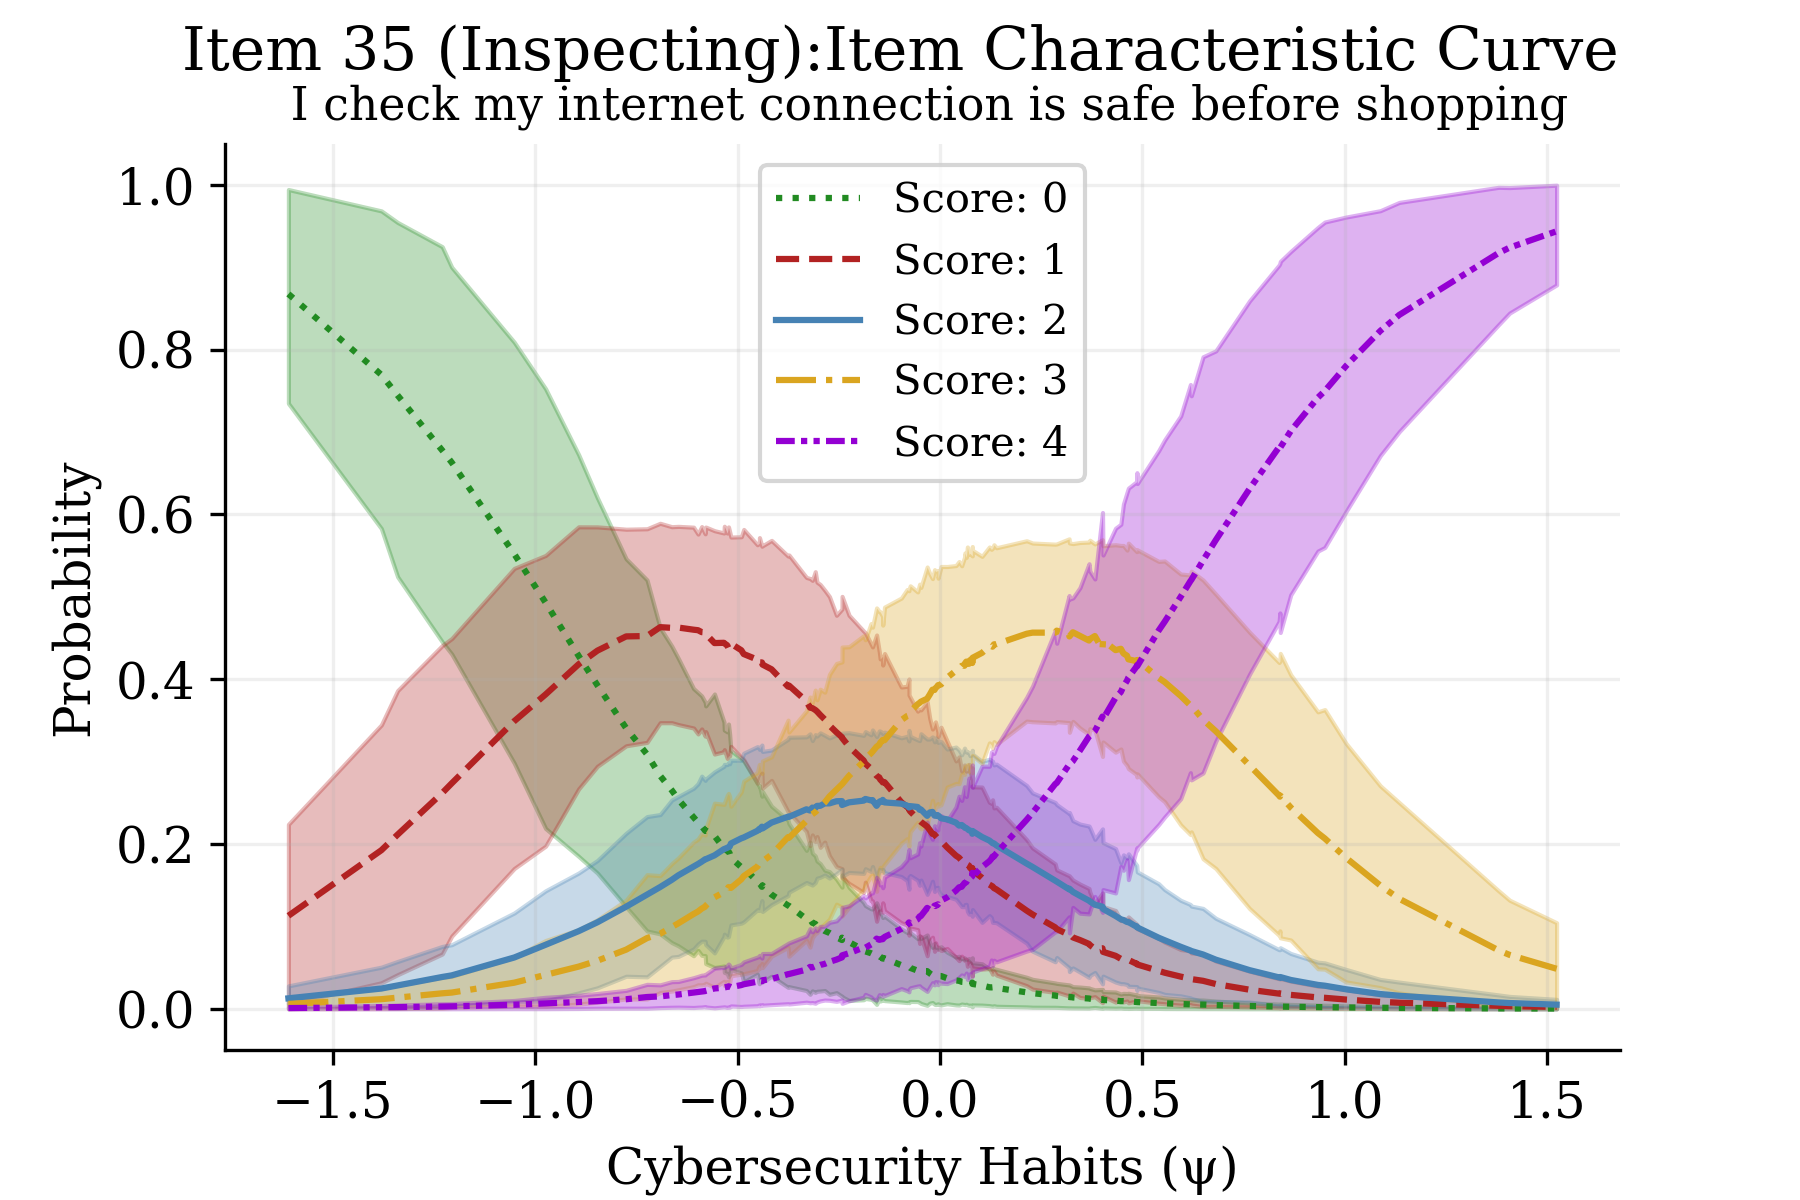 Item 35 (Inspecting):Item Characteristic Curve
I check my internet connection is safe before shopping
Score: 0
Score: 1
Score: 2
Score: 3
Score: 4
1.0
0.8
0.6
0.4
0.2
0.0
Probability
−1.5 −1.0 −0.5 0.0 0.5 1.0 1.5
Cybersecurity Habits (ψ)